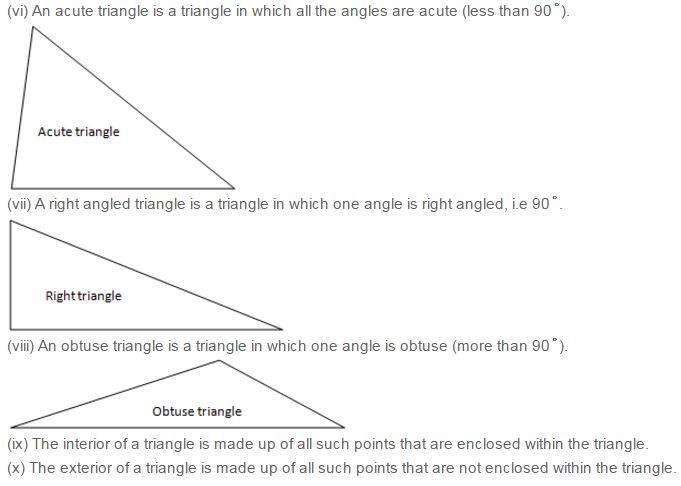 (vi) An acute triangle is a triangle in which all the angles are acute (less than 90˚).
Acute triangle
(vii) A right angled triangle is a triangle in which one angle is right angled, i.e 90˚.
Right triangle
(viii) An obtuse triangle is a triangle in which one angle is obtuse (more than 90˚).
Obtuse triangle
(ix) The interior of a triangle is made up of all such points that are enclosed within the triangle.
(x) The exterior of a triangle is made up of all such points that are not enclosed within the triangle.